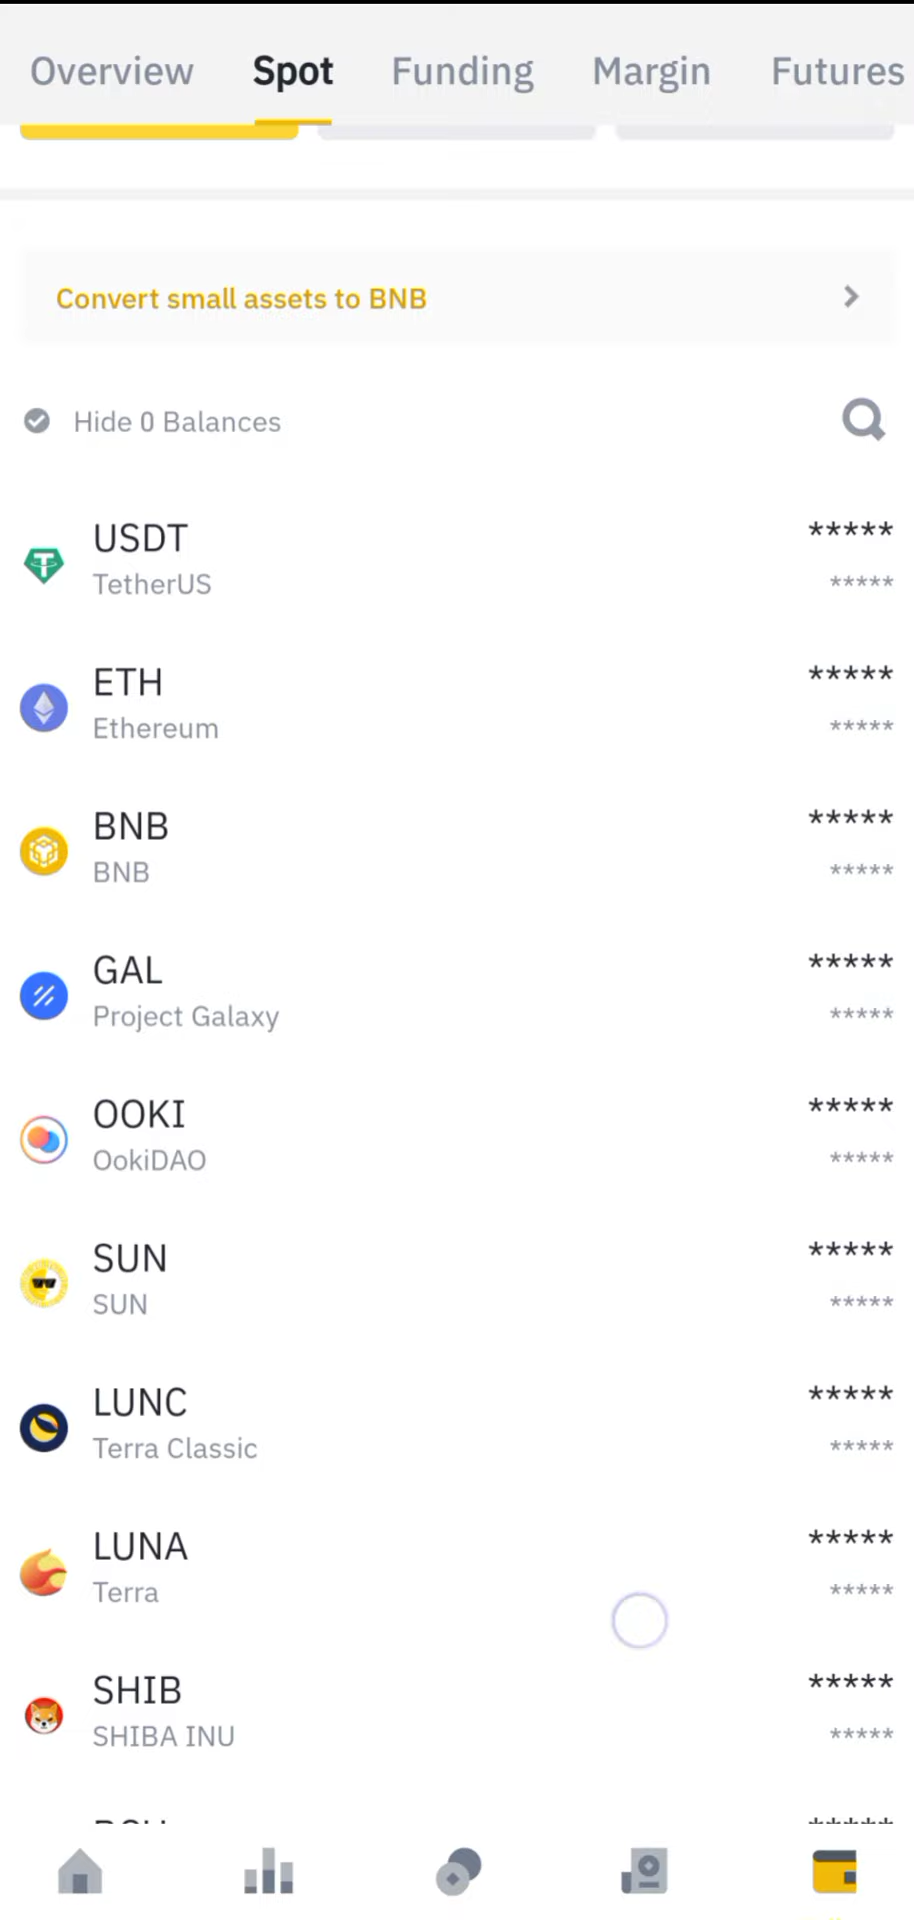 Overview Spot Funding Margin Futures
Convert small assets to BNB
Hide 0 Balances
USDT *****
TetherUS *****
ETH *****
Ethereum *****
BNB *****
BNB *****
GAL *****
Project Galaxy *****
OOKI *****
OokiDAO *****
SUN *****
SUN *****
LUNC *****
Terra Classic *****
LUNA *****
Terra *****
SHIB *****
SHIBA INU *****
*****